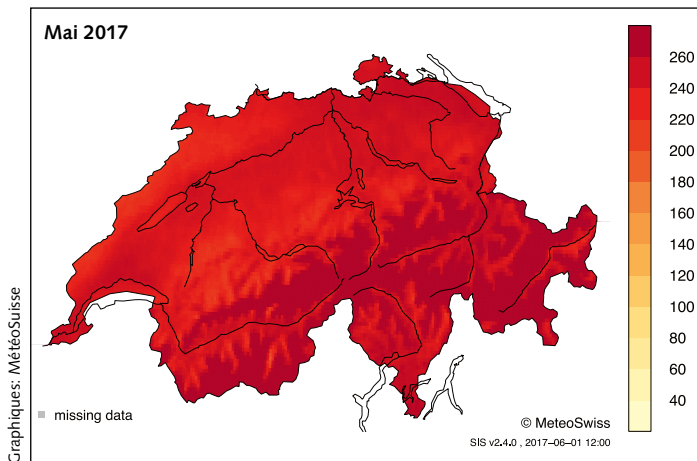 Mai 2017
260
240
220
200
180
160
140
120
100
80
60
40
missing data
© MeteoSwiss
SIS v2.4.0 , 2017–06–01 12:00
Graphiques: MétéoSuisse